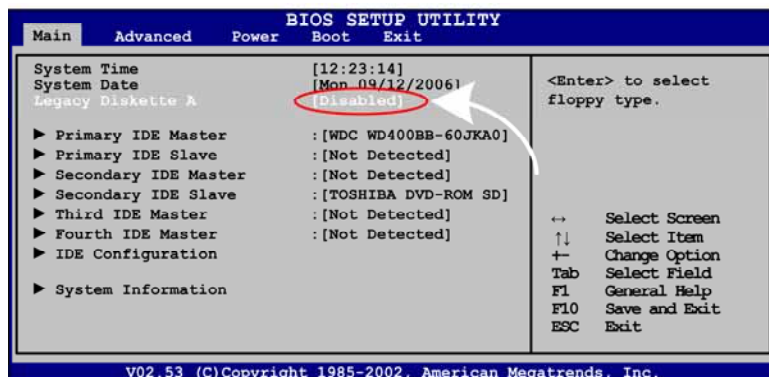 BIOS SETUP UTILITY
Main Advanced Power Boot Exit
System Time [12:23:14]
System Date [Mon 09/12/2006]
Legacy Diskette A [Disabled]
▶ Primary IDE Master :[WDC WD400BB-60JKA0]
▶ Primary IDE Slave :[Not Detected]
▶ Secondary IDE Master :[Not Detected]
▶ Secondary IDE Slave :[TOSHIBA DVD-ROM SD]
▶ Third IDE Master :[Not Detected]
▶ Fourth IDE Master :[Not Detected]
▶ IDE Configuration
▶ System Information
<Enter> to select
floppy type.
↔ Select Screen
↑↓ Select Item
+- Change Option
Tab Select Field
F1 General Help
F10 Save and Exit
ESC Exit
V02.53 (C)Copyright 1985-2002, American Megatrends, Inc.